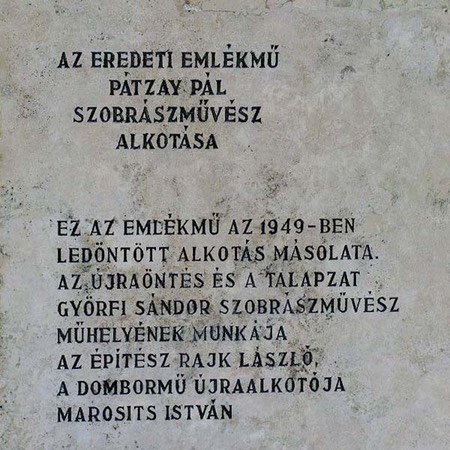 AZ EREDETI EMLÉKMŰ
PÁTZAY PÁL
SZOBRÁSZMŰVÉSZ
ALKOTÁSA
EZ AZ EMLÉKMŰ AZ 1949-BEN
LEDÖNTÖTT ALKOTÁS MÁSOLATA.
AZ ÚJRAÖNTÉS ÉS A TALAPZAT
GYÖRFI SÁNDOR SZOBRÁSZMŰVÉSZ
MŰHELYÉNEK MUNKÁJA
AZ ÉPÍTÉSZ RAJK LÁSZLÓ,
A DOMBORMŰ ÚJRAALKOTÓJA
MAROSITS ISTVÁN